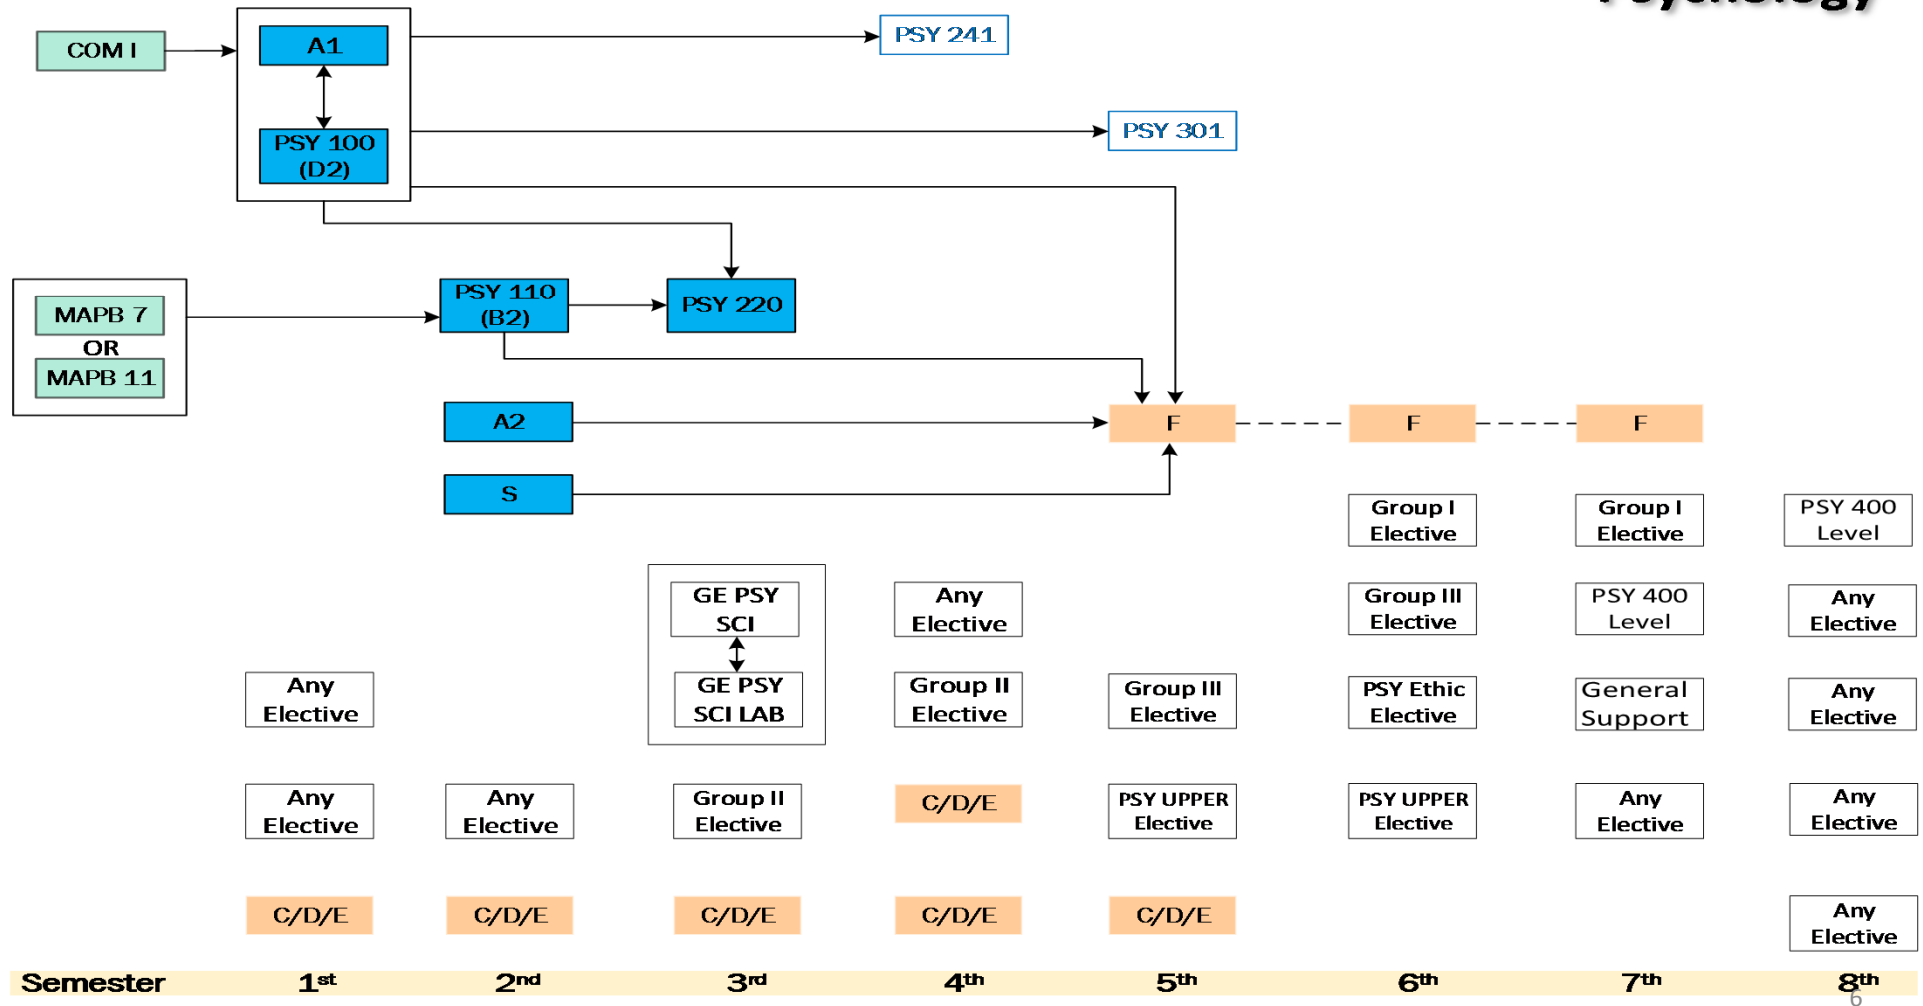 Psychology
COM I
A1
PSY 241
PSY 100
(D2)
PSY 301
MAPB 7
OR
MAPB 11
PSY 110
(B2)
PSY 220
A2
F
F
F
S
Group I
Elective
Group I
Elective
PSY 400
Level
GE PSY
SCI
Any
Elective
Group III
Elective
PSY 400
Level
Any
Elective
Any
Elective
GE PSY
SCI LAB
Group II
Elective
Group III
Elective
PSY Ethic
Elective
General
Support
Any
Elective
Any
Elective
Any
Elective
Group II
Elective
C/D/E
PSY UPPER
Elective
PSY UPPER
Elective
Any
Elective
Any
Elective
C/D/E
C/D/E
C/D/E
C/D/E
C/D/E
Any
Elective
Semester 1st 2nd 3rd 4th 5th 6th 7th 8th
6